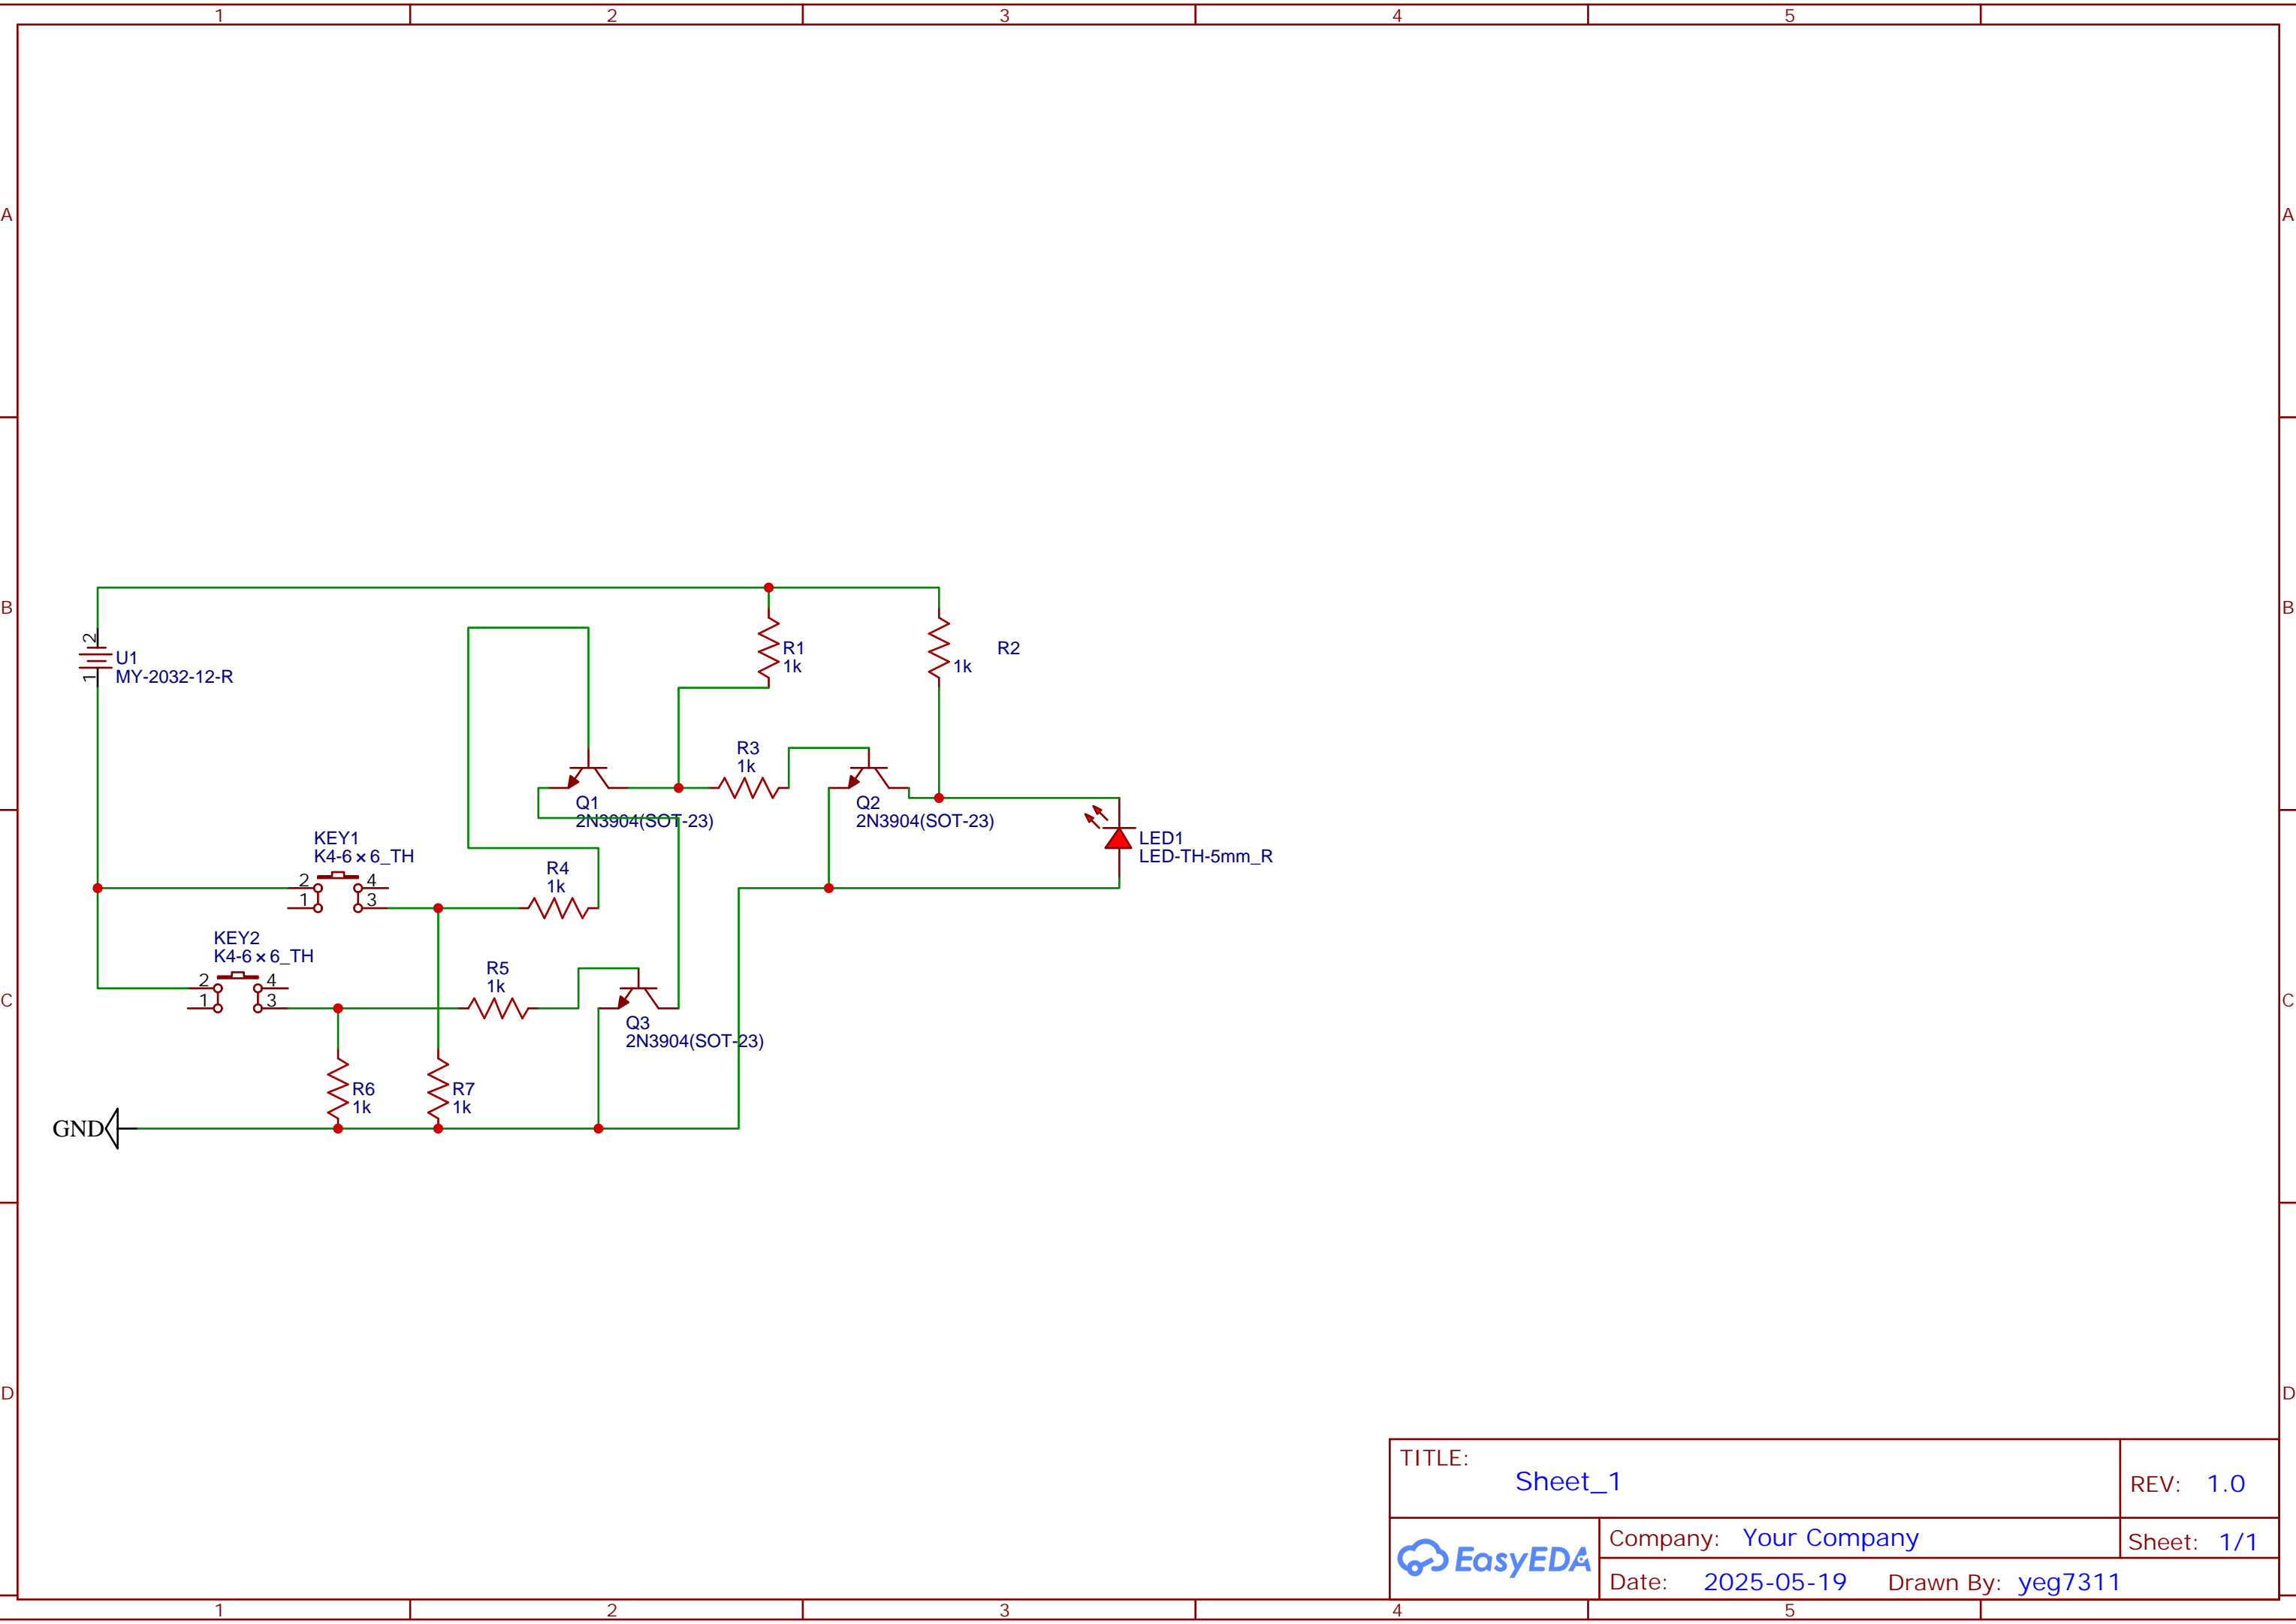 1 2 3 4 5
A A
B B
2
U1
1
MY-2032-12-R
R1
1k
R2
1k
R3
1k
Q1
2N3904(SOT-23)
Q2
2N3904(SOT-23)
KEY1
K4-6×6_TH
2 4
1 3
R4
1k
LED1
LED-TH-5mm_R
KEY2
K4-6×6_TH
2 4
1 3
R5
1k
C C
Q3
2N3904(SOT-23)
R6
1k
R7
1k
GND
D D
TITLE:
Sheet_1
REV: 1.0
EasyEDA
Company: Your Company
Sheet: 1/1
Date: 2025-05-19 Drawn By: yeg7311
1 2 3 4 5